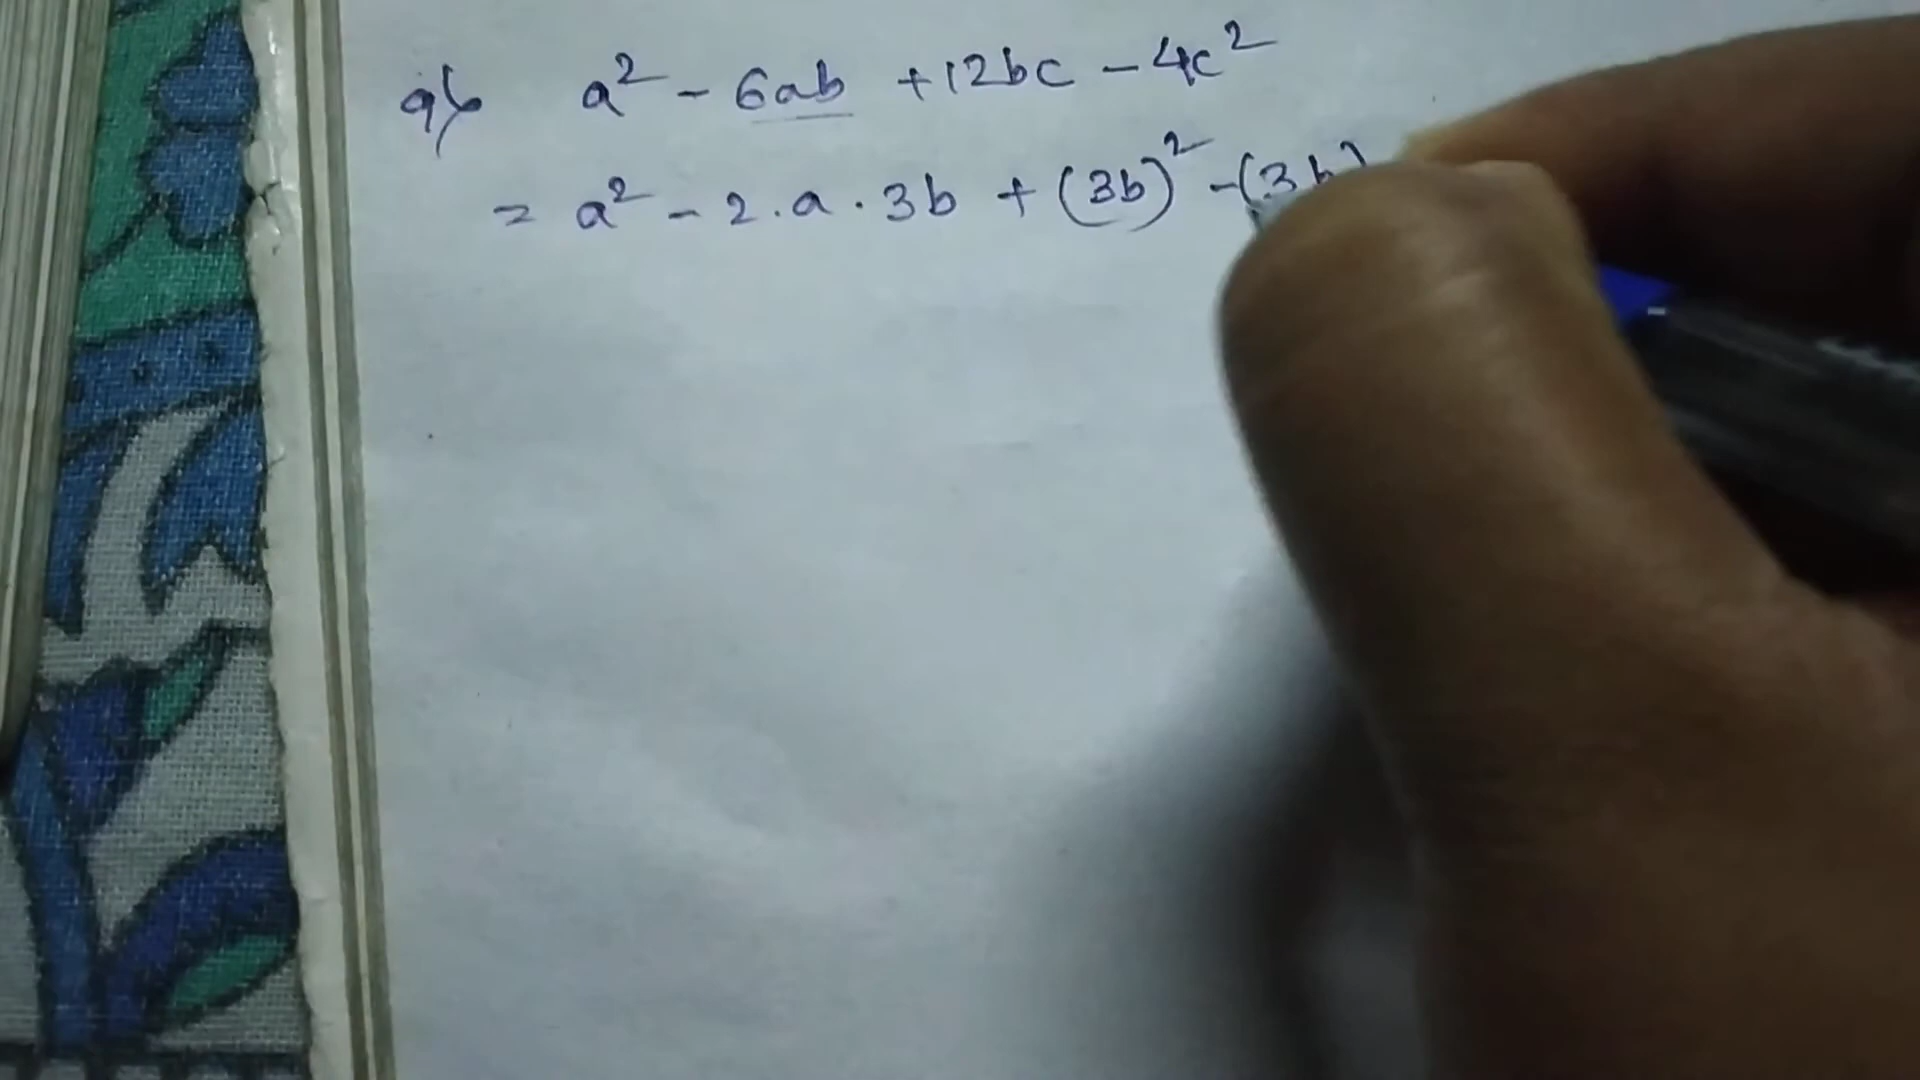 9) a² - 6ab + 12bc - 4c²
= a² - 2.a.3b + (3b)² - (3b)